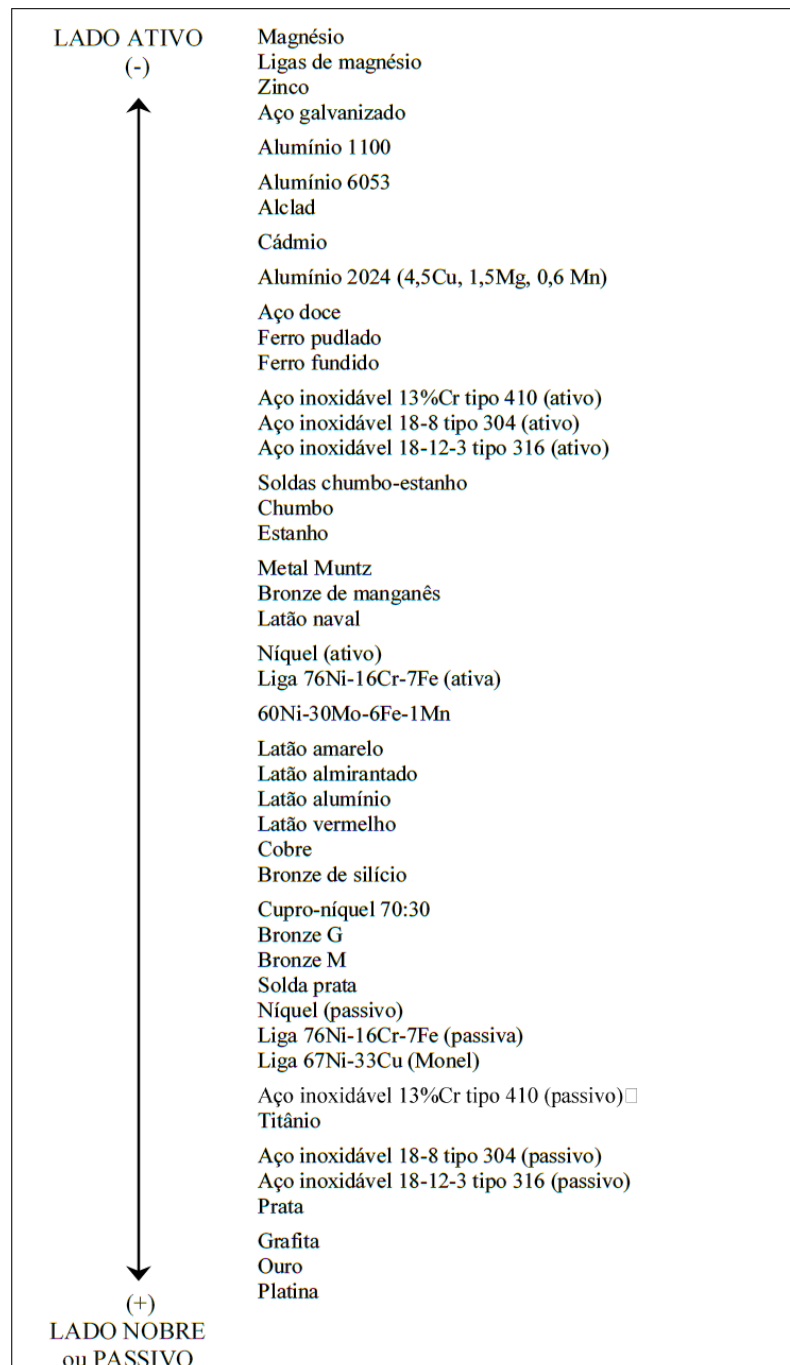 LADO ATIVO
(-)
Magnésio
Ligas de magnésio
Zinco
Aço galvanizado
Alumínio 1100
Alumínio 6053
Alclad
Cádmio
Alumínio 2024 (4,5Cu, 1,5Mg, 0,6 Mn)
Aço doce
Ferro pudlado
Ferro fundido
Aço inoxidável 13%Cr tipo 410 (ativo)
Aço inoxidável 18-8 tipo 304 (ativo)
Aço inoxidável 18-12-3 tipo 316 (ativo)
Soldas chumbo-estanho
Chumbo
Estanho
Metal Muntz
Bronze de manganês
Latão naval
Níquel (ativo)
Liga 76Ni-16Cr-7Fe (ativa)
60Ni-30Mo-6Fe-1Mn
Latão amarelo
Latão almirantado
Latão alumínio
Latão vermelho
Cobre
Bronze de silício
Cupro-níquel 70:30
Bronze G
Bronze M
Solda prata
Níquel (passivo)
Liga 76Ni-16Cr-7Fe (passiva)
Liga 67Ni-33Cu (Monel)
Aço inoxidável 13%Cr tipo 410 (passivo)□
Titânio
Aço inoxidável 18-8 tipo 304 (passivo)
Aço inoxidável 18-12-3 tipo 316 (passivo)
Prata
Grafita
Ouro
Platina
(+)
LADO NOBRE
ou PASSIVO